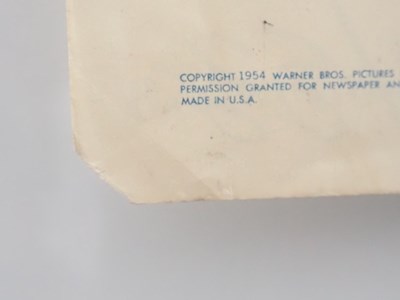 COPYRIGHT 1954 WARNER BROS. PICTURES
PERMISSION GRANTED FOR NEWSPAPER AN
MADE IN U.S.A.